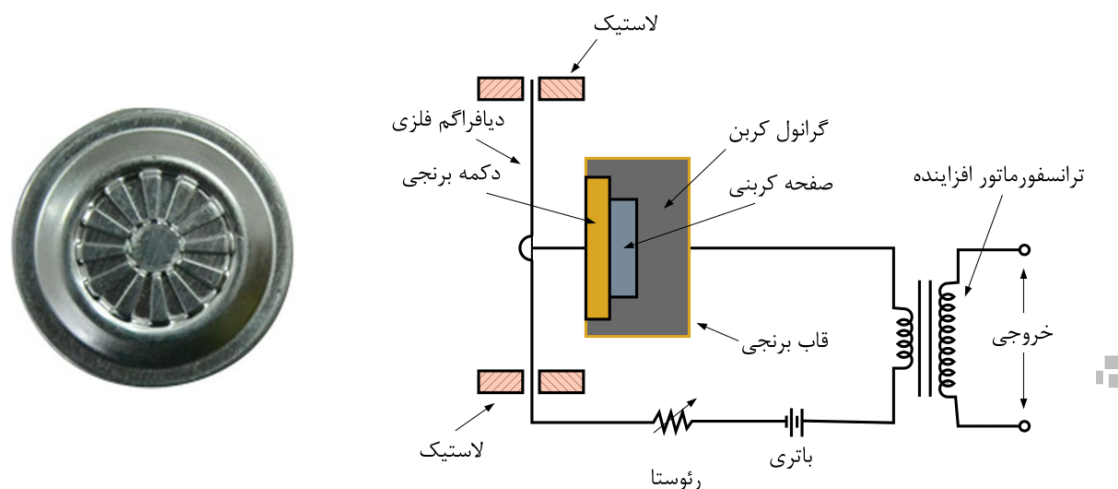 لاستیک
دیافراگم فلزی
گرانول کربن
دکمه برنجی
صفحه کربنی
ترانسفورماتور افزاینده
قاب برنجی
خروجی
لاستیک
باتری
رئوستا